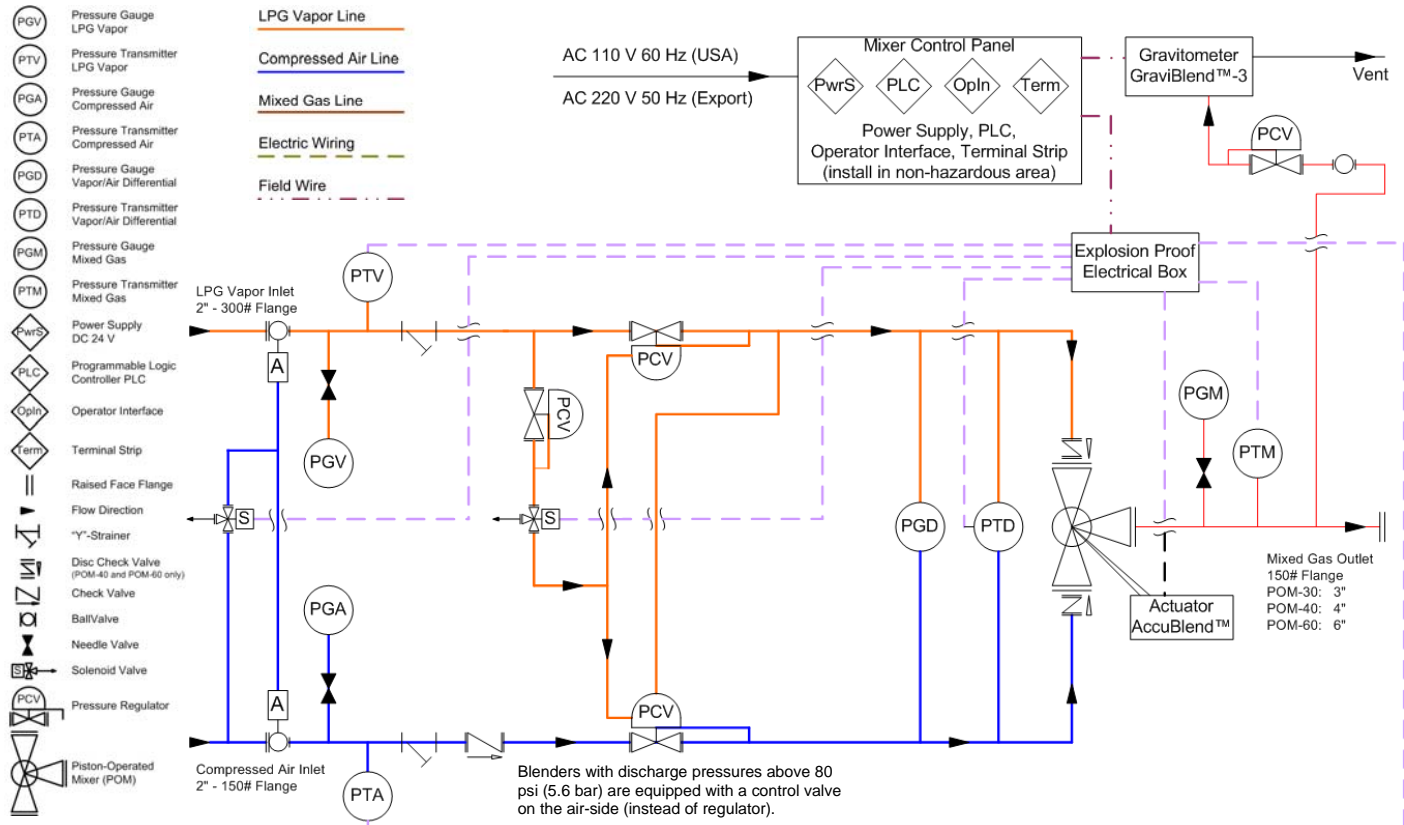 PGV
Pressure Gauge
LPG Vapor
PTV
Pressure Transmitter
LPG Vapor
PGA
Pressure Gauge
Compressed Air
PTA
Pressure Transmitter
Compressed Air
PGD
Pressure Gauge
Vapor/Air Differential
PTD
Pressure Transmitter
Vapor/Air Differential
PGM
Pressure Gauge
Mixed Gas
PTM
Pressure Transmitter
Mixed Gas
PwrS
Power Supply
DC 24 V
PLC
Programmable Logic
Controller PLC
OpIn
Operator Interface
Term
Terminal Strip
Raised Face Flange
Flow Direction
"Y"-Strainer
Disc Check Valve
(POM-40 and POM-60 only)
Check Valve
BallValve
Needle Valve
S
Solenoid Valve
PCV
Pressure Regulator
Piston-Operated
Mixer (POM)
LPG Vapor Line
Compressed Air Line
Mixed Gas Line
Electric Wiring
Field Wire
AC 110 V 60 Hz (USA)
AC 220 V 50 Hz (Export)
Mixer Control Panel
PwrS
PLC
OpIn
Term
Power Supply, PLC,
Operator Interface, Terminal Strip
(install in non-hazardous area)
Gravitometer
GraviBlend™-3
Vent
PCV
Explosion Proof
Electrical Box
LPG Vapor Inlet
2" - 300# Flange
PTV
A
PGV
PCV
PCV
S
S
PGD
PTD
PGM
PTM
Mixed Gas Outlet
150# Flange
POM-30: 3"
POM-40: 4"
POM-60: 6"
Actuator
AccuBlend™
PGA
A
PCV
Compressed Air Inlet
2" - 150# Flange
PTA
Blenders with discharge pressures above 80
psi (5.6 bar) are equipped with a control valve
on the air-side (instead of regulator).